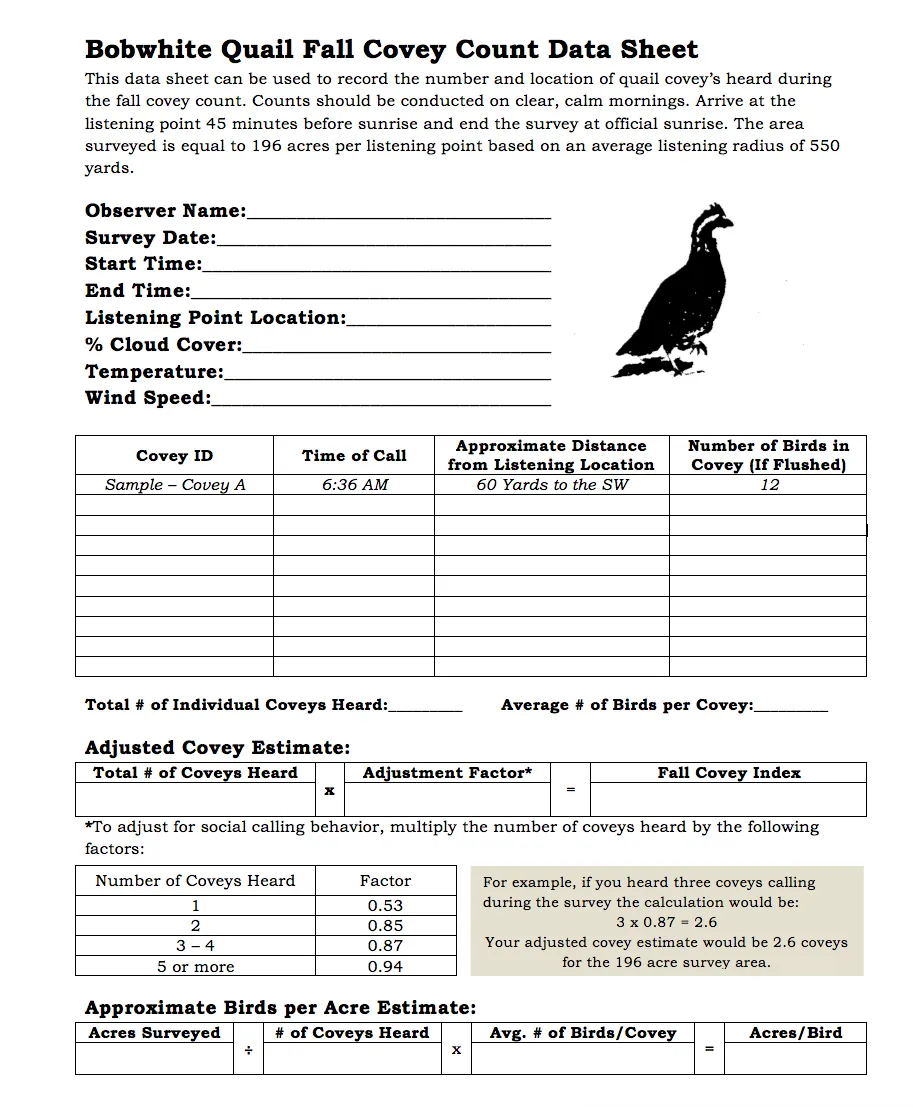 Bobwhite Quail Fall Covey Count Data Sheet
This data sheet can be used to record the number and location of quail covey's heard during
the fall covey count. Counts should be conducted on clear, calm mornings. Arrive at the
listening point 45 minutes before sunrise and end the survey at official sunrise. The area
surveyed is equal to 196 acres per listening point based on an average listening radius of 550
yards.
Observer Name:
Survey Date:
Start Time:
End Time:
Listening Point Location:
% Cloud Cover:
Temperature:
Wind Speed:
Covey ID Time of Call Approximate Distance from Listening Location Number of Birds in Covey (If Flushed)
Sample – Covey A 6:36 AM 60 Yards to the SW 12
Total # of Individual Coveys Heard:________ Average # of Birds per Covey:________
Adjusted Covey Estimate:
Total # of Coveys Heard x Adjustment Factor* = Fall Covey Index
*To adjust for social calling behavior, multiply the number of coveys heard by the following
factors:
Number of Coveys Heard Factor
1 0.53
2 0.85
3 – 4 0.87
5 or more 0.94
For example, if you heard three coveys calling
during the survey the calculation would be:
3 x 0.87 = 2.6
Your adjusted covey estimate would be 2.6 coveys
for the 196 acre survey area.
Approximate Birds per Acre Estimate:
Acres Surveyed ÷ # of Coveys Heard x Avg. # of Birds/Covey = Acres/Bird